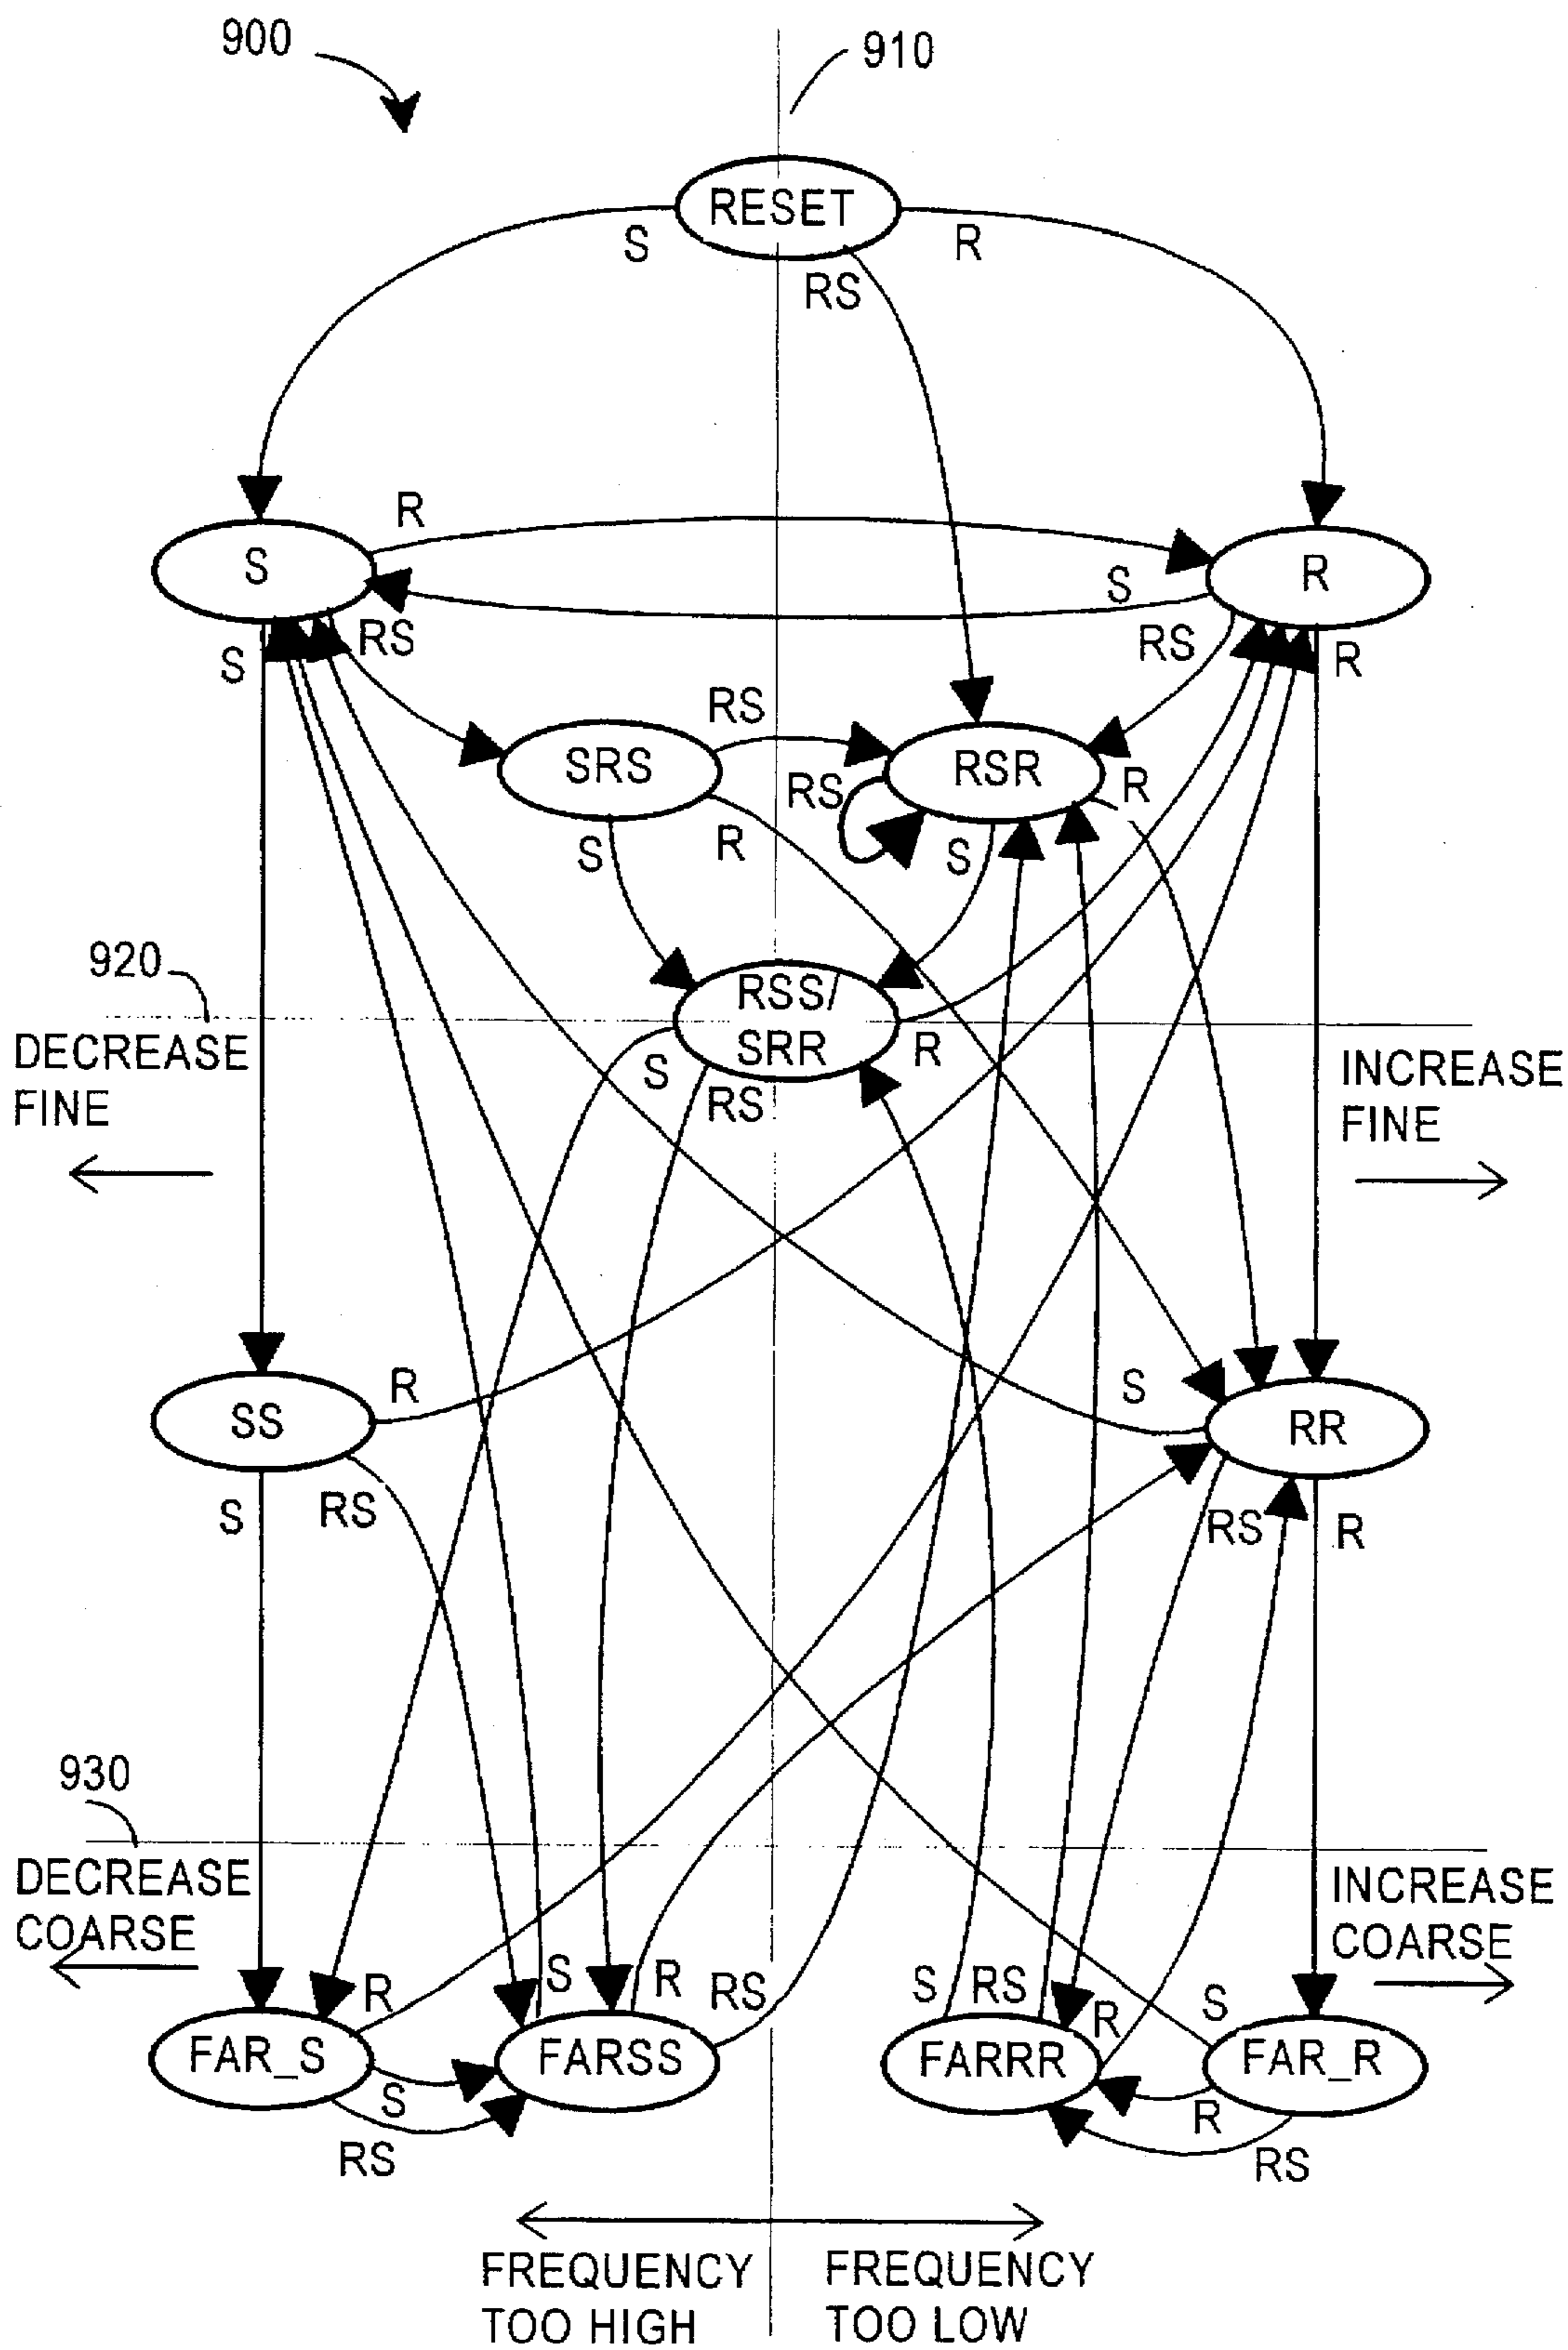 900
910
RESET
S
R
RS
S
R
R
S
S
RS
RS
R
SRS
RS
RSR
RS
R
S
R
S
920
RSS/
SRR
DECREASE
FINE
S
RS
R
INCREASE
FINE
SS
R
S
RR
S
RS
RS
R
930
DECREASE
COARSE
INCREASE
COARSE
R
S
R
RS
S
RS
R
S
FAR_S
FARSS
FARRR
FAR_R
S
RS
R
RS
FREQUENCY
TOO HIGH
FREQUENCY
TOO LOW